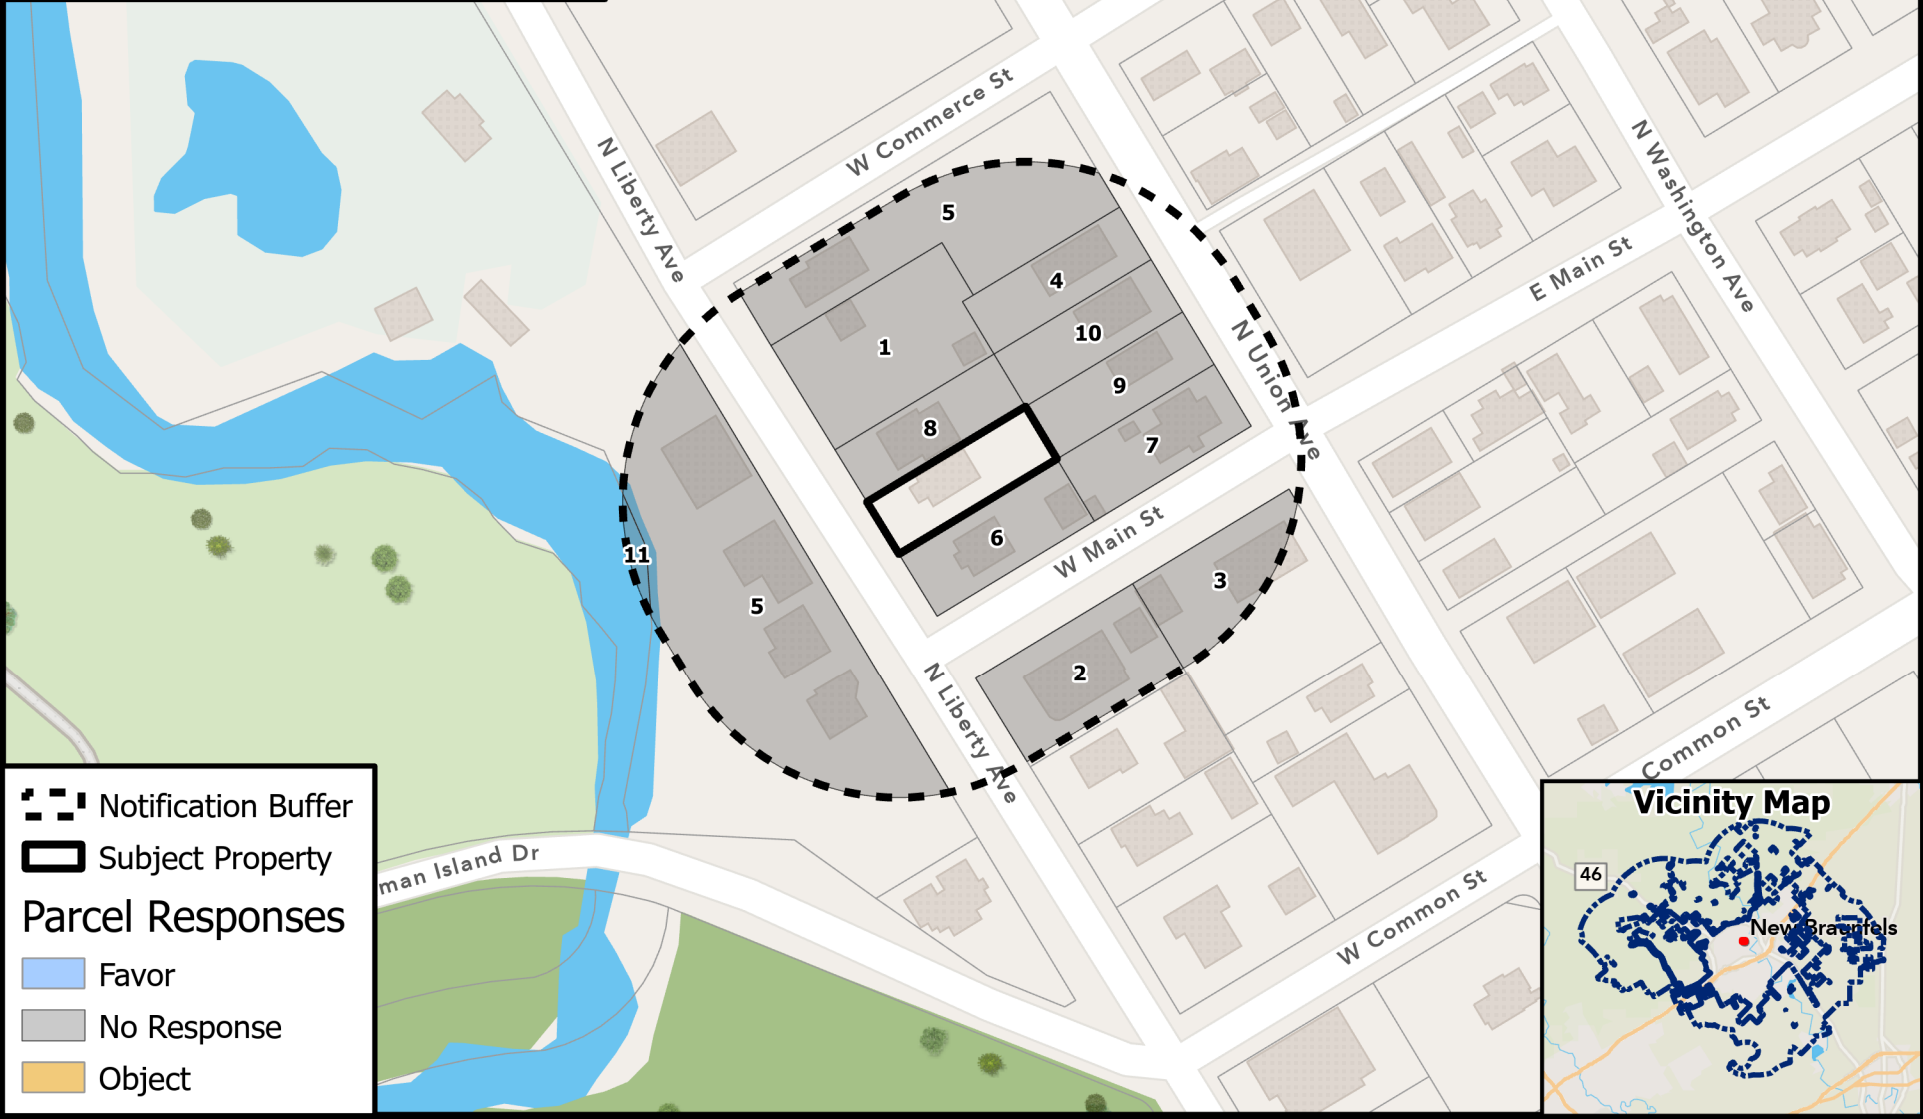 W Commerce St
N Liberty Ave
N Washington Ave
5
E Main St
4
10
1
N Union Ave
9
8
7
6
W Main St
11
3
5
2
N Liberty Ave
Common St
man Island Dr
W Common St
Notification Buffer
Subject Property
Parcel Responses
Favor
No Response
Object
Vicinity Map
46
New Braunfels